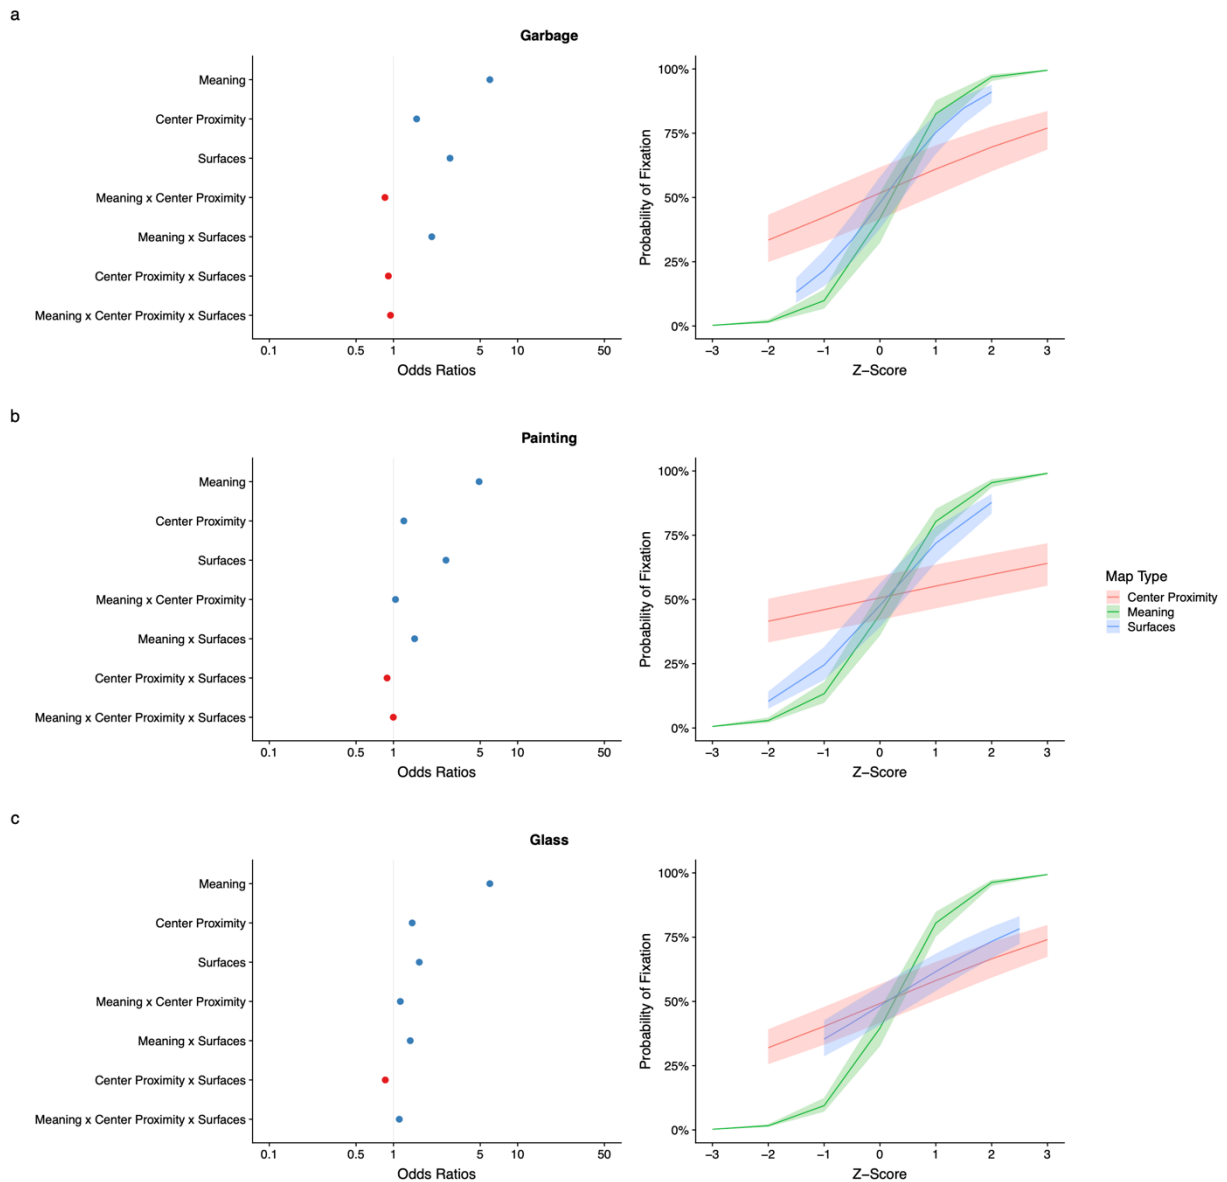 a
Garbage
Meaning
Center Proximity
Surfaces
Meaning x Center Proximity
Meaning x Surfaces
Center Proximity x Surfaces
Meaning x Center Proximity x Surfaces
0.1 0.5 1 5 10 50
Odds Ratios
Probability of Fixation
100%
75%
50%
25%
0%
−3 −2 −1 0 1 2 3
Z−Score
b
Painting
Meaning
Center Proximity
Surfaces
Meaning x Center Proximity
Meaning x Surfaces
Center Proximity x Surfaces
Meaning x Center Proximity x Surfaces
0.1 0.5 1 5 10 50
Odds Ratios
Probability of Fixation
100%
75%
50%
25%
0%
−3 −2 −1 0 1 2 3
Z−Score
Map Type
Center Proximity
Meaning
Surfaces
c
Glass
Meaning
Center Proximity
Surfaces
Meaning x Center Proximity
Meaning x Surfaces
Center Proximity x Surfaces
Meaning x Center Proximity x Surfaces
0.1 0.5 1 5 10 50
Odds Ratios
Probability of Fixation
100%
75%
50%
25%
0%
−3 −2 −1 0 1 2 3
Z−Score